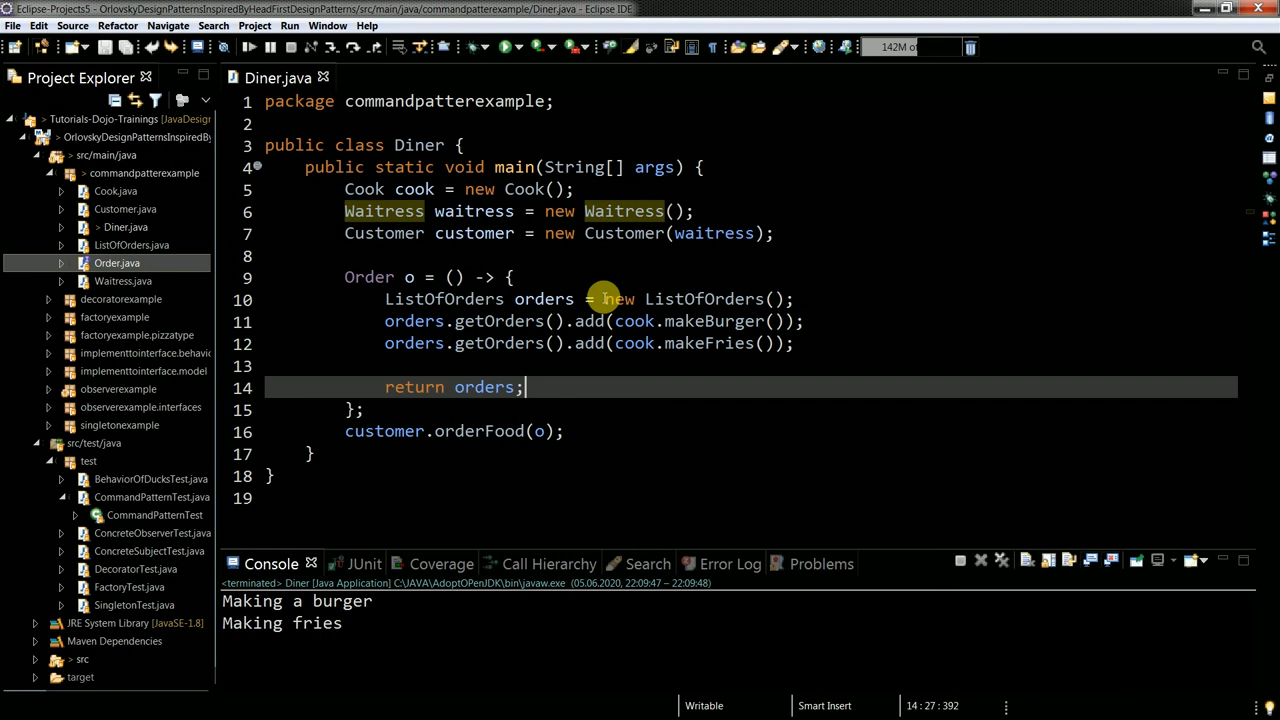 Eclipse-Projects5 - OrlovskyDesignPatternsInspiredByHeadFirstDesignPatterns/src/main/java/commandpatterexample/Diner.java - Eclipse IDE
File Edit Source Refactor Navigate Search Project Run Window Help
142M of
Project Explorer
Tutorials-Dojo-Trainings [JavaDesign
OrlovskyDesignPatternsInspiredBy
src/main/java
> commandpatterexample
Cook.java
Customer.java
> Diner.java
ListOfOrders.java
Order.java
Waitress.java
decoratorexample
factoryexample
factoryexample.pizzatype
implementtointerface.behavio
implementtointerface.model
observerexample
observerexample.interfaces
singletonexample
src/test/java
test
BehaviorOfDucksTest.java
CommandPatternTest.java
CommandPatternTest
ConcreteObserverTest.java
ConcreteSubjectTest.java
DecoratorTest.java
FactoryTest.java
SingletonTest.java
JRE System Library [JavaSE-1.8]
Maven Dependencies
> src
target
Diner.java
1 package commandpatterexample;
2
3 public class Diner {
4 public static void main(String[] args) {
5 Cook cook = new Cook();
6 Waitress waitress = new Waitress();
7 Customer customer = new Customer(waitress);
8
9 Order o = () -> {
10 ListOfOrders orders = new ListOfOrders();
11 orders.getOrders().add(cook.makeBurger());
12 orders.getOrders().add(cook.makeFries());
13
14 return orders;
15 };
16 customer.orderFood(o);
17 }
18 }
19
Console JUnit Coverage Call Hierarchy Search Error Log Problems
<terminated> Diner [Java Application] C:\JAVA\AdoptOPenJDK\bin\javaw.exe (05.06.2020, 22:09:47 – 22:09:48)
Making a burger
Making fries
Writable Smart Insert 14 : 27 : 392